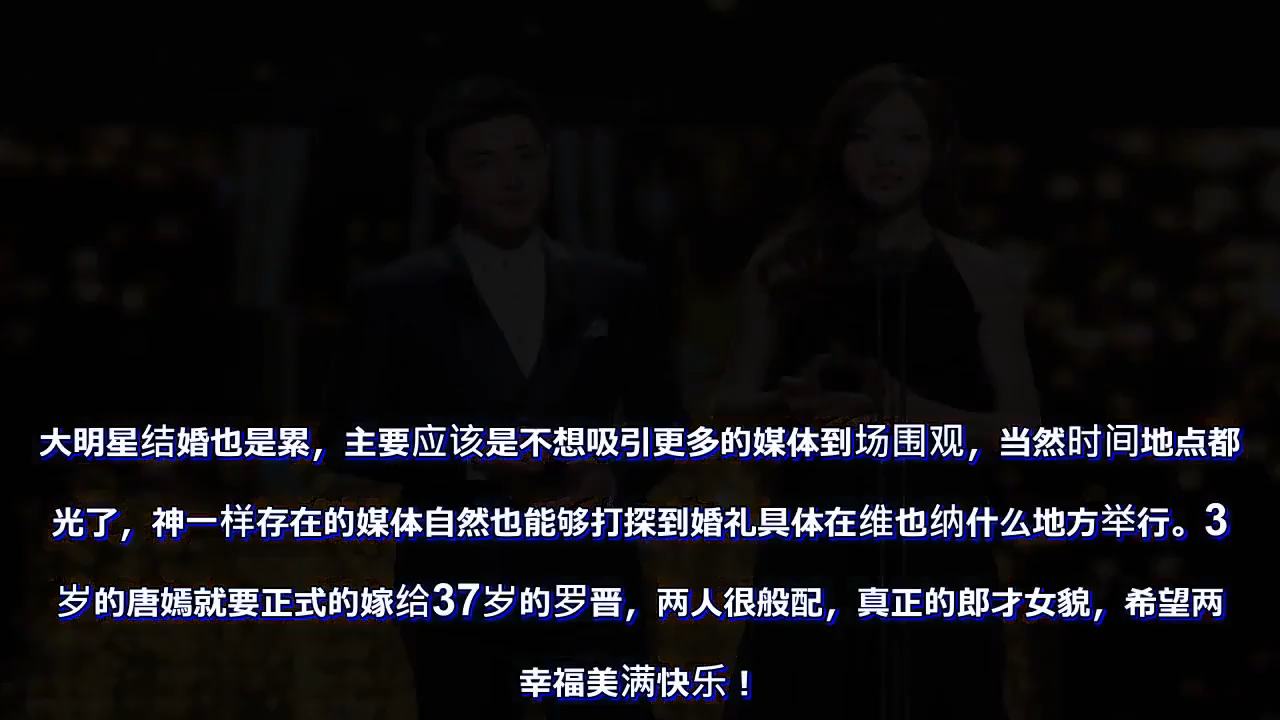 大明星结婚也是累，主要应该是不想吸引更多的媒体到场围观，当然时间地点都
光了，神一样存在的媒体自然也能够打探到婚礼具体在维也纳什么地方举行。3
岁的唐嫣就要正式的嫁给37岁的罗晋，两人很般配，真正的郎才女貌，希望两
幸福美满快乐！